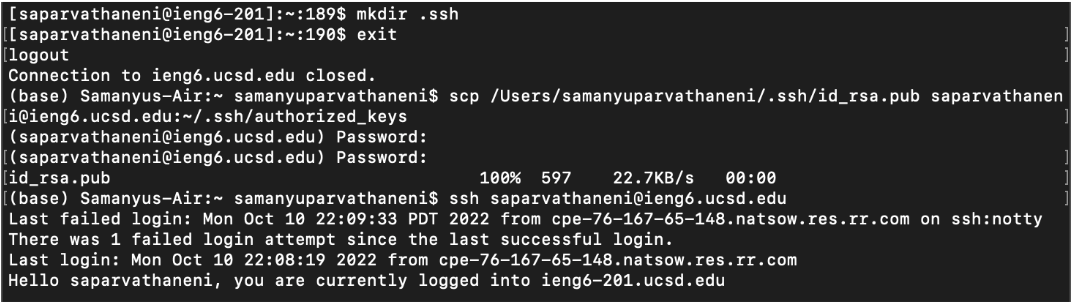 [saparvathaneni@ieng6-201]:~:189$ mkdir .ssh
[[saparvathaneni@ieng6-201]:~:190$ exit ]
[logout ]
Connection to ieng6.ucsd.edu closed.
(base) Samanyus-Air:~ samanyuparvathaneni$ scp /Users/samanyuparvathaneni/.ssh/id_rsa.pub saparvathanen
[i@ieng6.ucsd.edu:~/.ssh/authorized_keys ]
(saparvathaneni@ieng6.ucsd.edu) Password:
[(saparvathaneni@ieng6.ucsd.edu) Password: ]
[id_rsa.pub 100% 597 22.7KB/s 00:00 ]
[(base) Samanyus-Air:~ samanyuparvathaneni$ ssh saparvathaneni@ieng6.ucsd.edu ]
Last failed login: Mon Oct 10 22:09:33 PDT 2022 from cpe-76-167-65-148.natsow.res.rr.com on ssh:notty
There was 1 failed login attempt since the last successful login.
Last login: Mon Oct 10 22:08:19 2022 from cpe-76-167-65-148.natsow.res.rr.com
Hello saparvathaneni, you are currently logged into ieng6-201.ucsd.edu